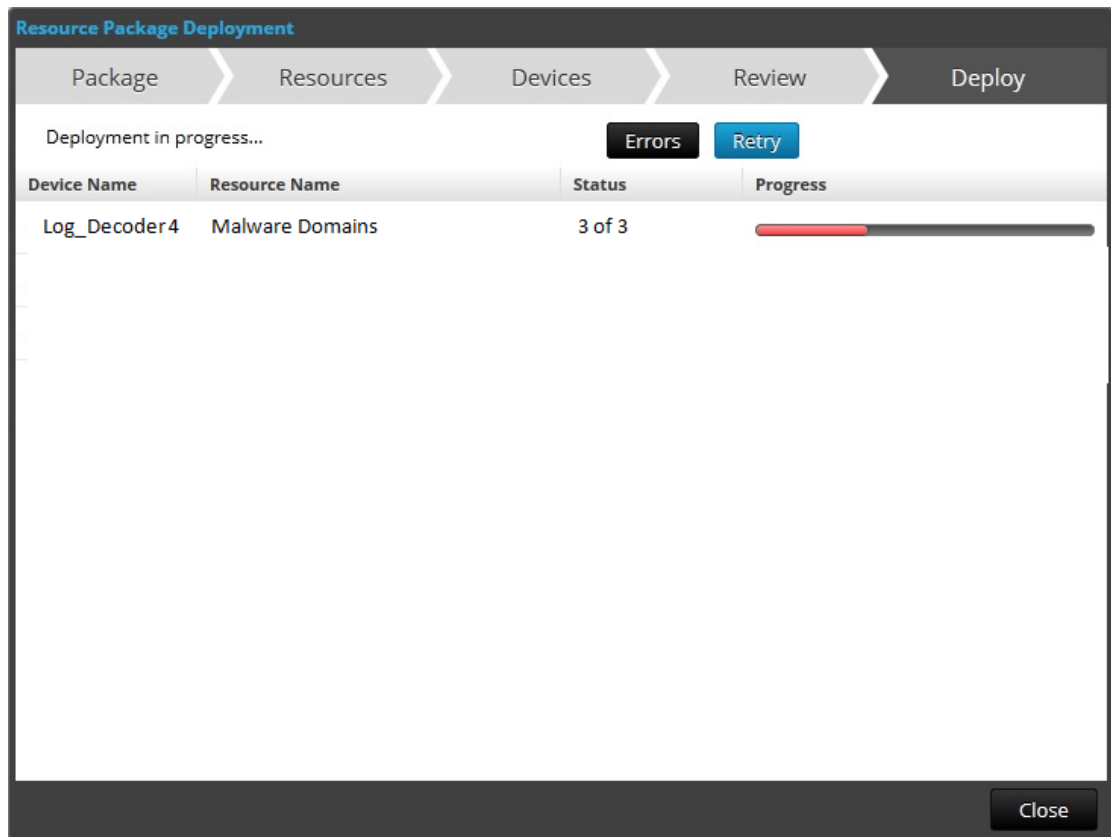 Resource Package Deployment
Package Resources Devices Review Deploy
Deployment in progress... Errors Retry
Device Name Resource Name Status Progress
Log_Decoder4 Malware Domains 3 of 3
Close